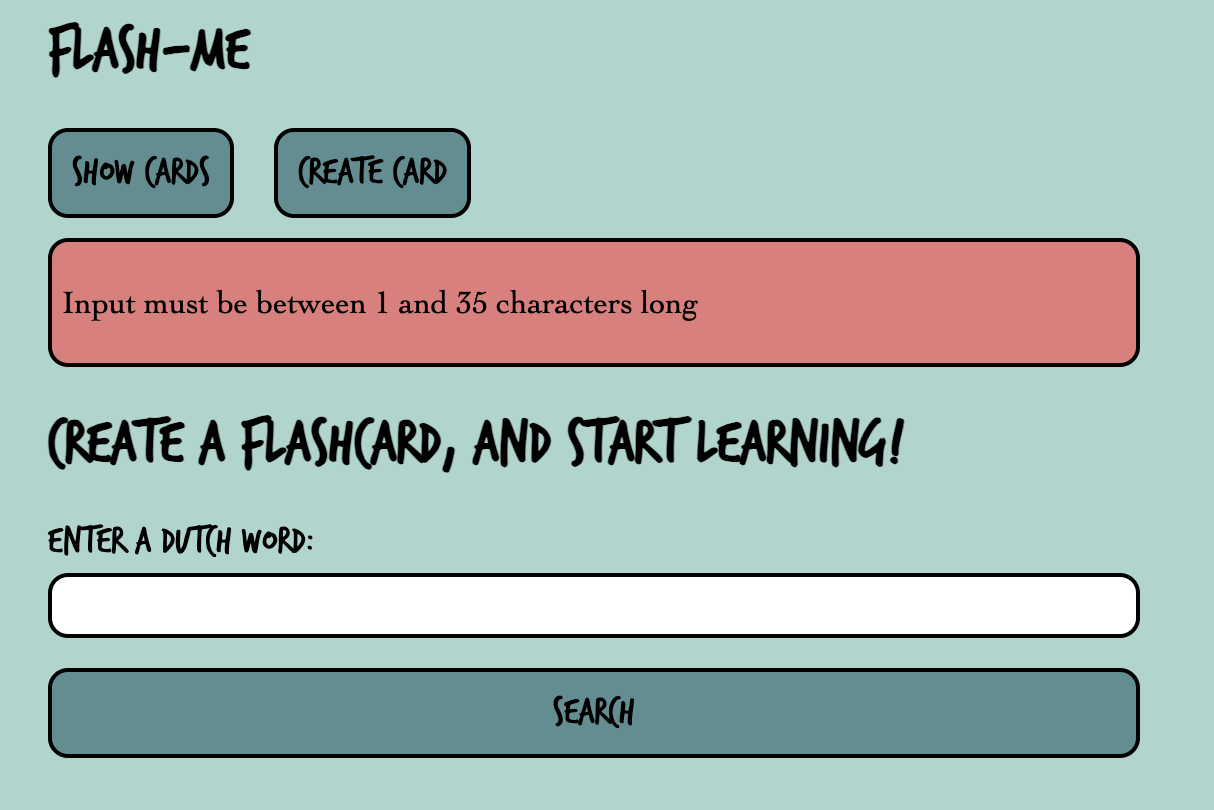 FLASH-ME
SHOW CARDS CREATE CARD
Input must be between 1 and 35 characters long
CREATE A FLASHCARD, AND START LEARNING!
ENTER A DUTCH WORD:
SEARCH